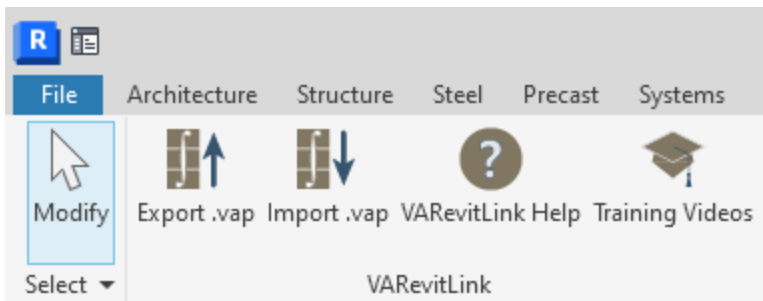 R
File Architecture Structure Steel Precast Systems
?
Modify Export .vap Import .vap VARevitLink Help Training Videos
Select VARevitLink